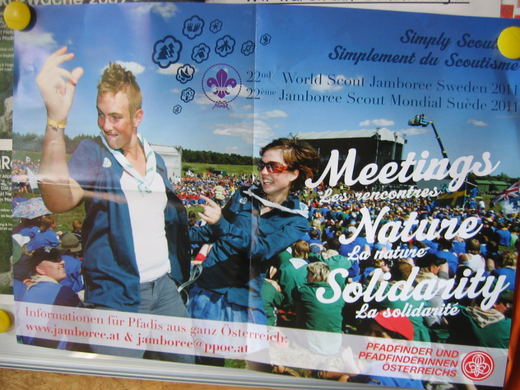 Simply Scouting
Simplement du Scoutisme
22nd World Scout Jamboree Sweden 2011
22ème Jamboree Scout Mondial Suède 2011
Meetings
Les rencontres
Nature
La nature
Solidarity
La solidarité
Informationen für Pfadis aus ganz Österreich:
www.jamboree.at & jamboree@ppoe.at
PFADFINDER UND
PFADFINDERINNEN
ÖSTERREICHS